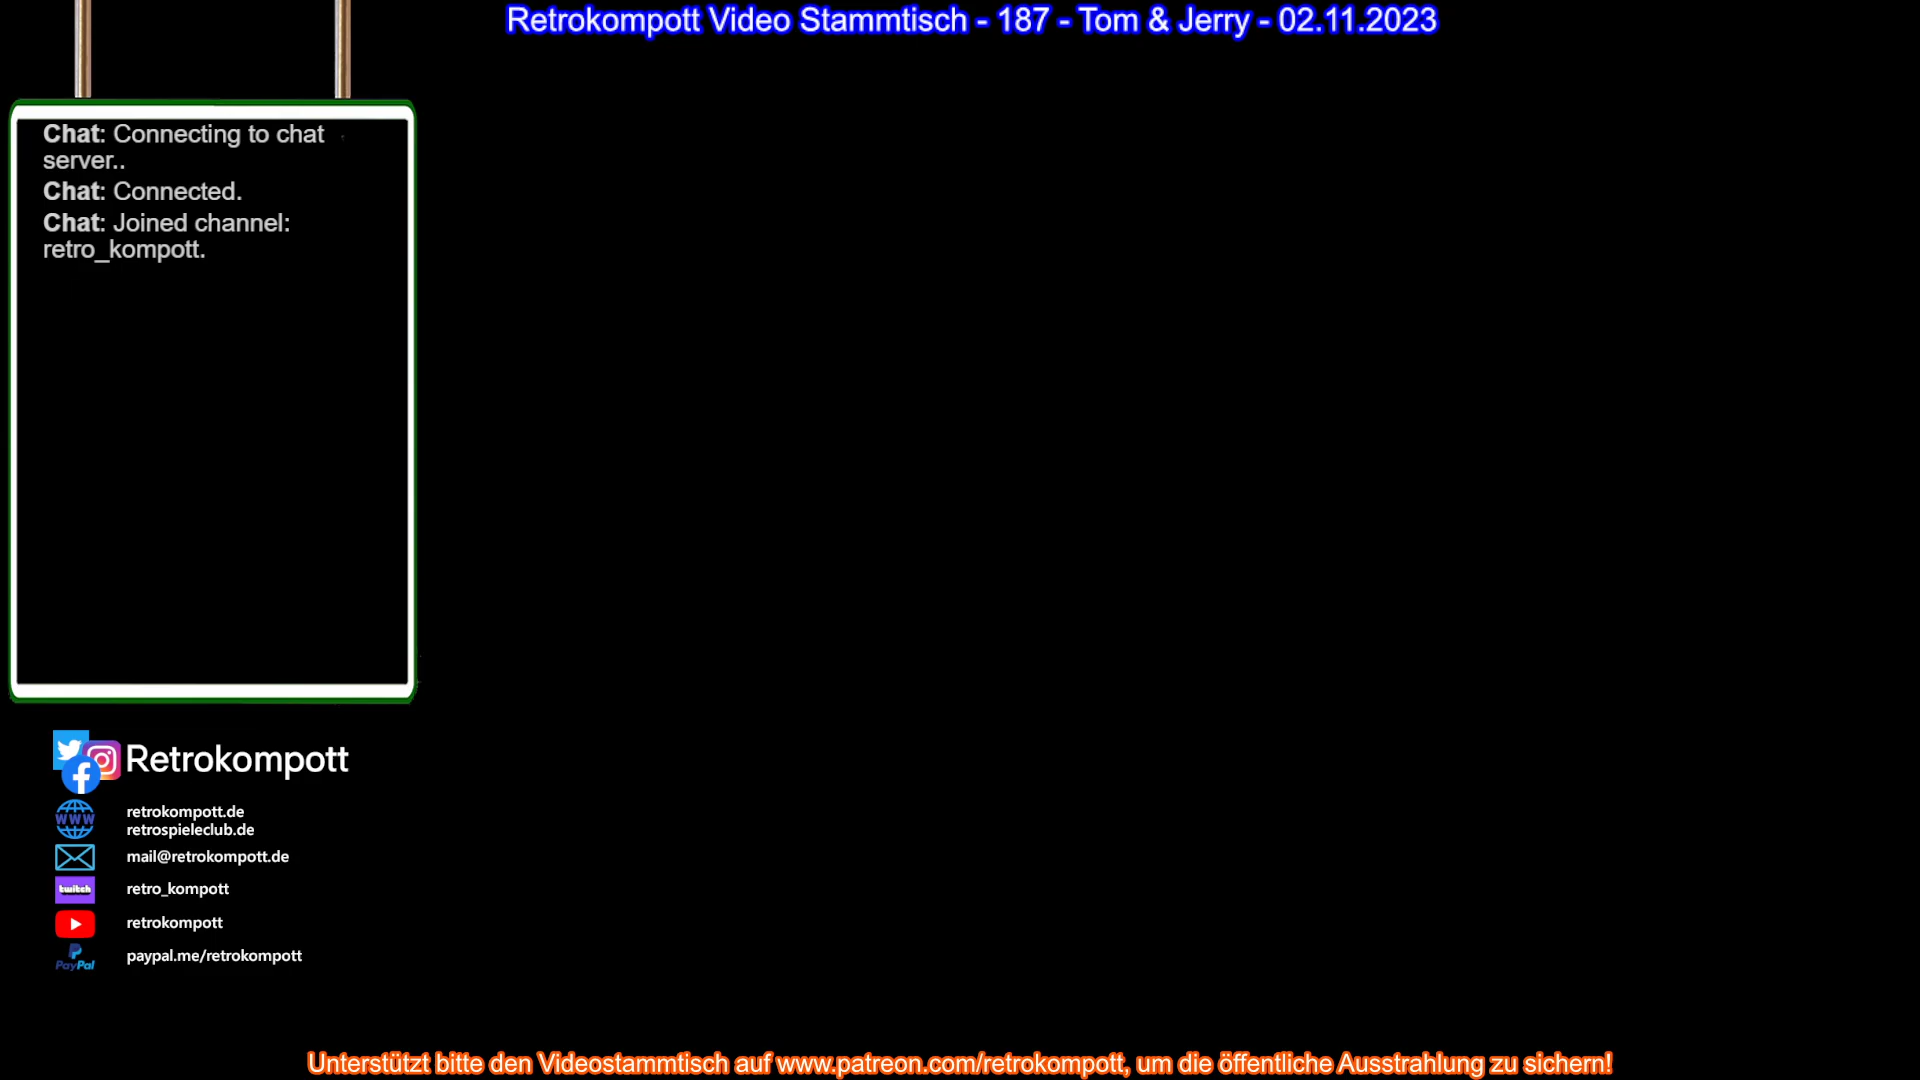 Retrokompott Video Stammtisch - 187 - Tom & Jerry - 02.11.2023
Chat: Connecting to chat
server..
Chat: Connected.
Chat: Joined channel:
retro_kompott.
Retrokompott
www
retrokompott.de
retrospieleclub.de
mail@retrokompott.de
twitch
retro_kompott
retrokompott
PayPal
paypal.me/retrokompott
Unterstützt bitte den Videostammtisch auf www.patreon.com/retrokompott, um die öffentliche Ausstrahlung zu sichern!